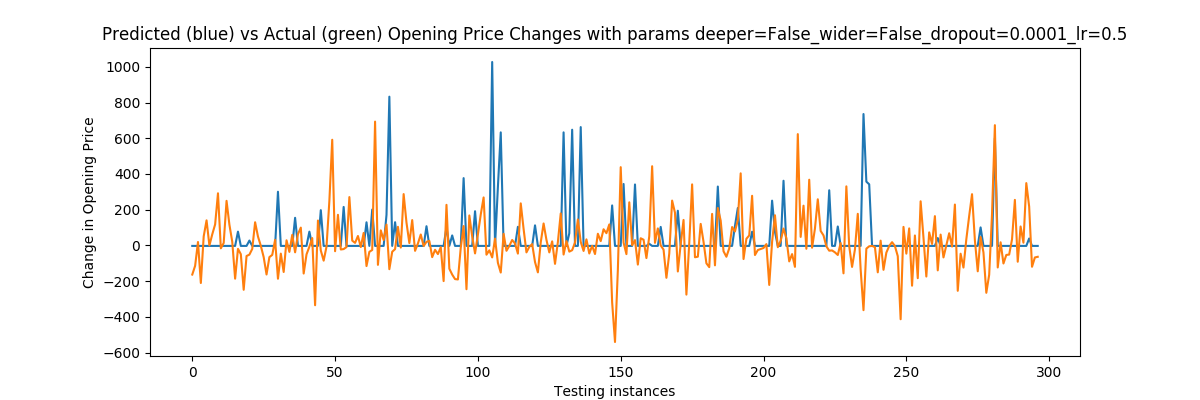 Predicted (blue) vs Actual (green) Opening Price Changes with params deeper=False_wider=False_dropout=0.0001_lr=0.5
Change in Opening Price
1000
800
600
400
200
0
−200
−400
−600
0 50 100 150 200 250 300
Testing instances